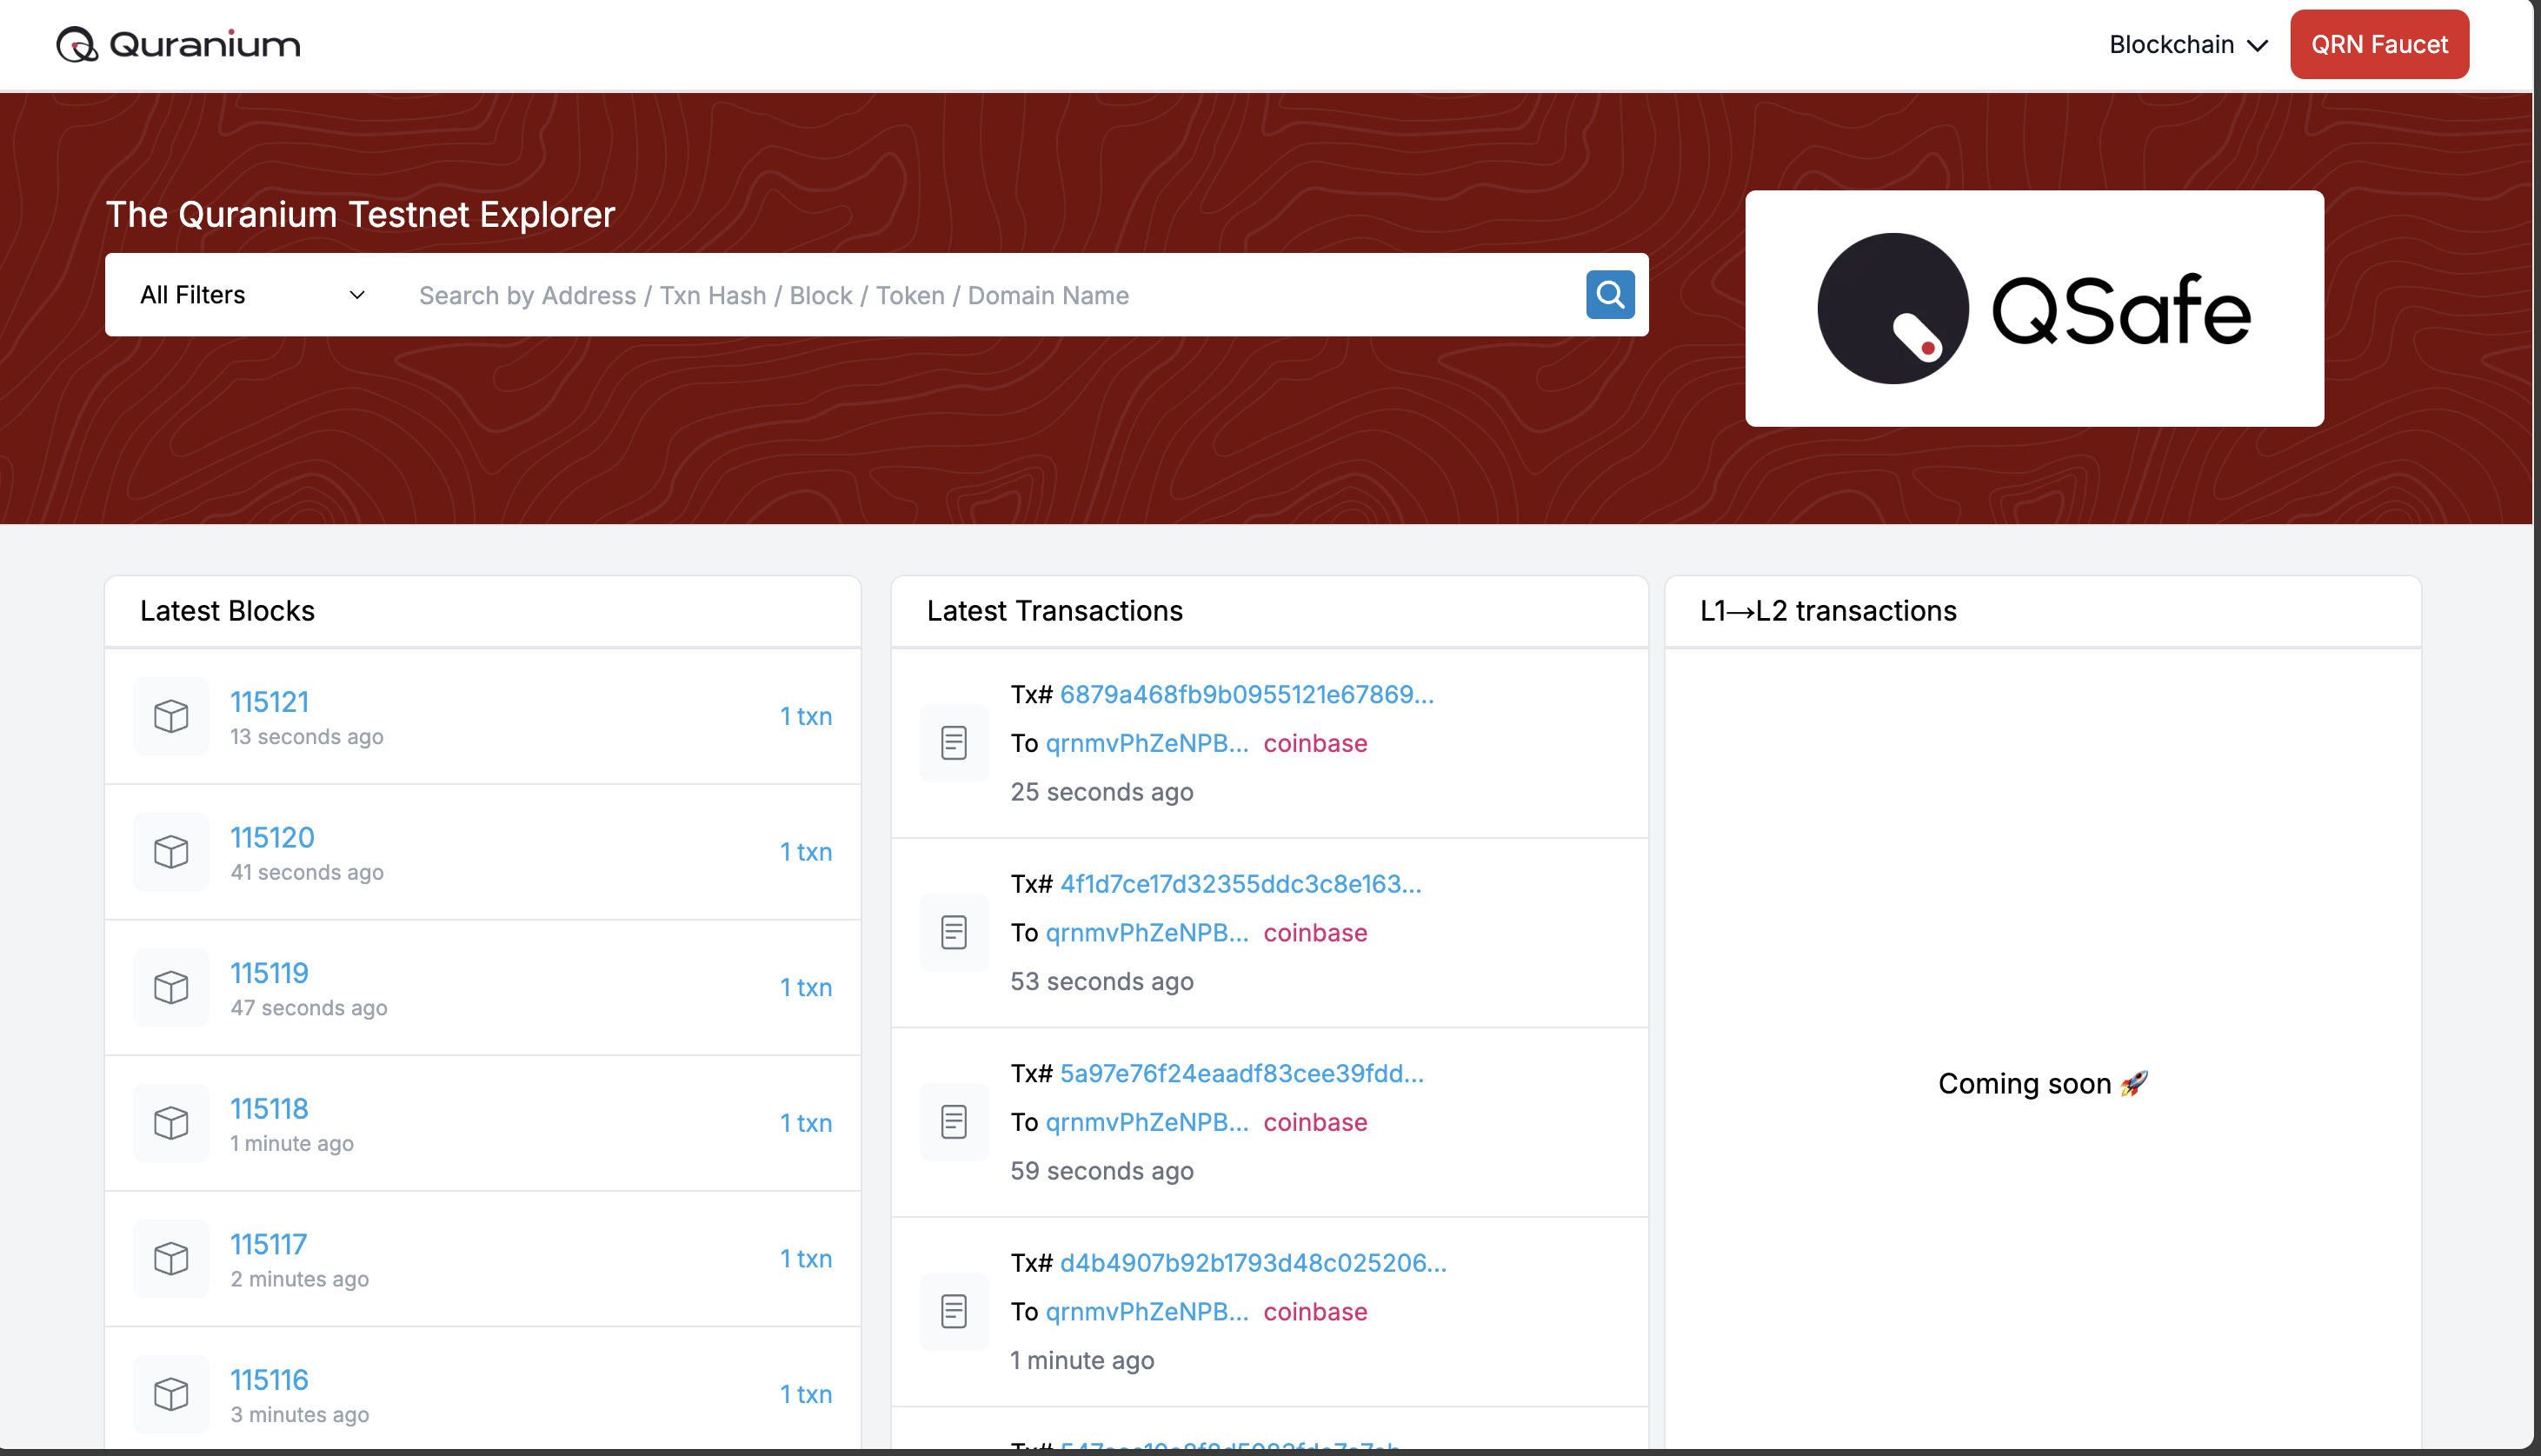 Quranium
Blockchain
QRN Faucet
The Quranium Testnet Explorer
All Filters
Search by Address / Txn Hash / Block / Token / Domain Name
QSafe
Latest Blocks
115121
13 seconds ago
1 txn
115120
41 seconds ago
1 txn
115119
47 seconds ago
1 txn
115118
1 minute ago
1 txn
115117
2 minutes ago
1 txn
115116
3 minutes ago
1 txn
Latest Transactions
Tx# 6879a468fb9b0955121e67869...
To qrnmvPhZeNPB... coinbase
25 seconds ago
Tx# 4f1d7ce17d32355ddc3c8e163...
To qrnmvPhZeNPB... coinbase
53 seconds ago
Tx# 5a97e76f24eaadf83cee39fdd...
To qrnmvPhZeNPB... coinbase
59 seconds ago
Tx# d4b4907b92b1793d48c025206...
To qrnmvPhZeNPB... coinbase
1 minute ago
Tx#
L1→L2 transactions
Coming soon 🚀